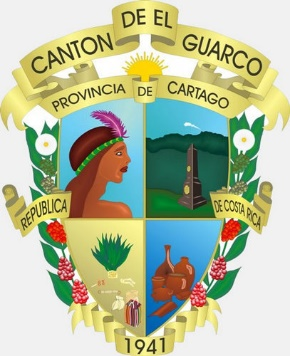 CANTON DE EL GUARCO
PROVINCIA DE CARTAGO
REPUBLICA DE COSTA RICA
1941